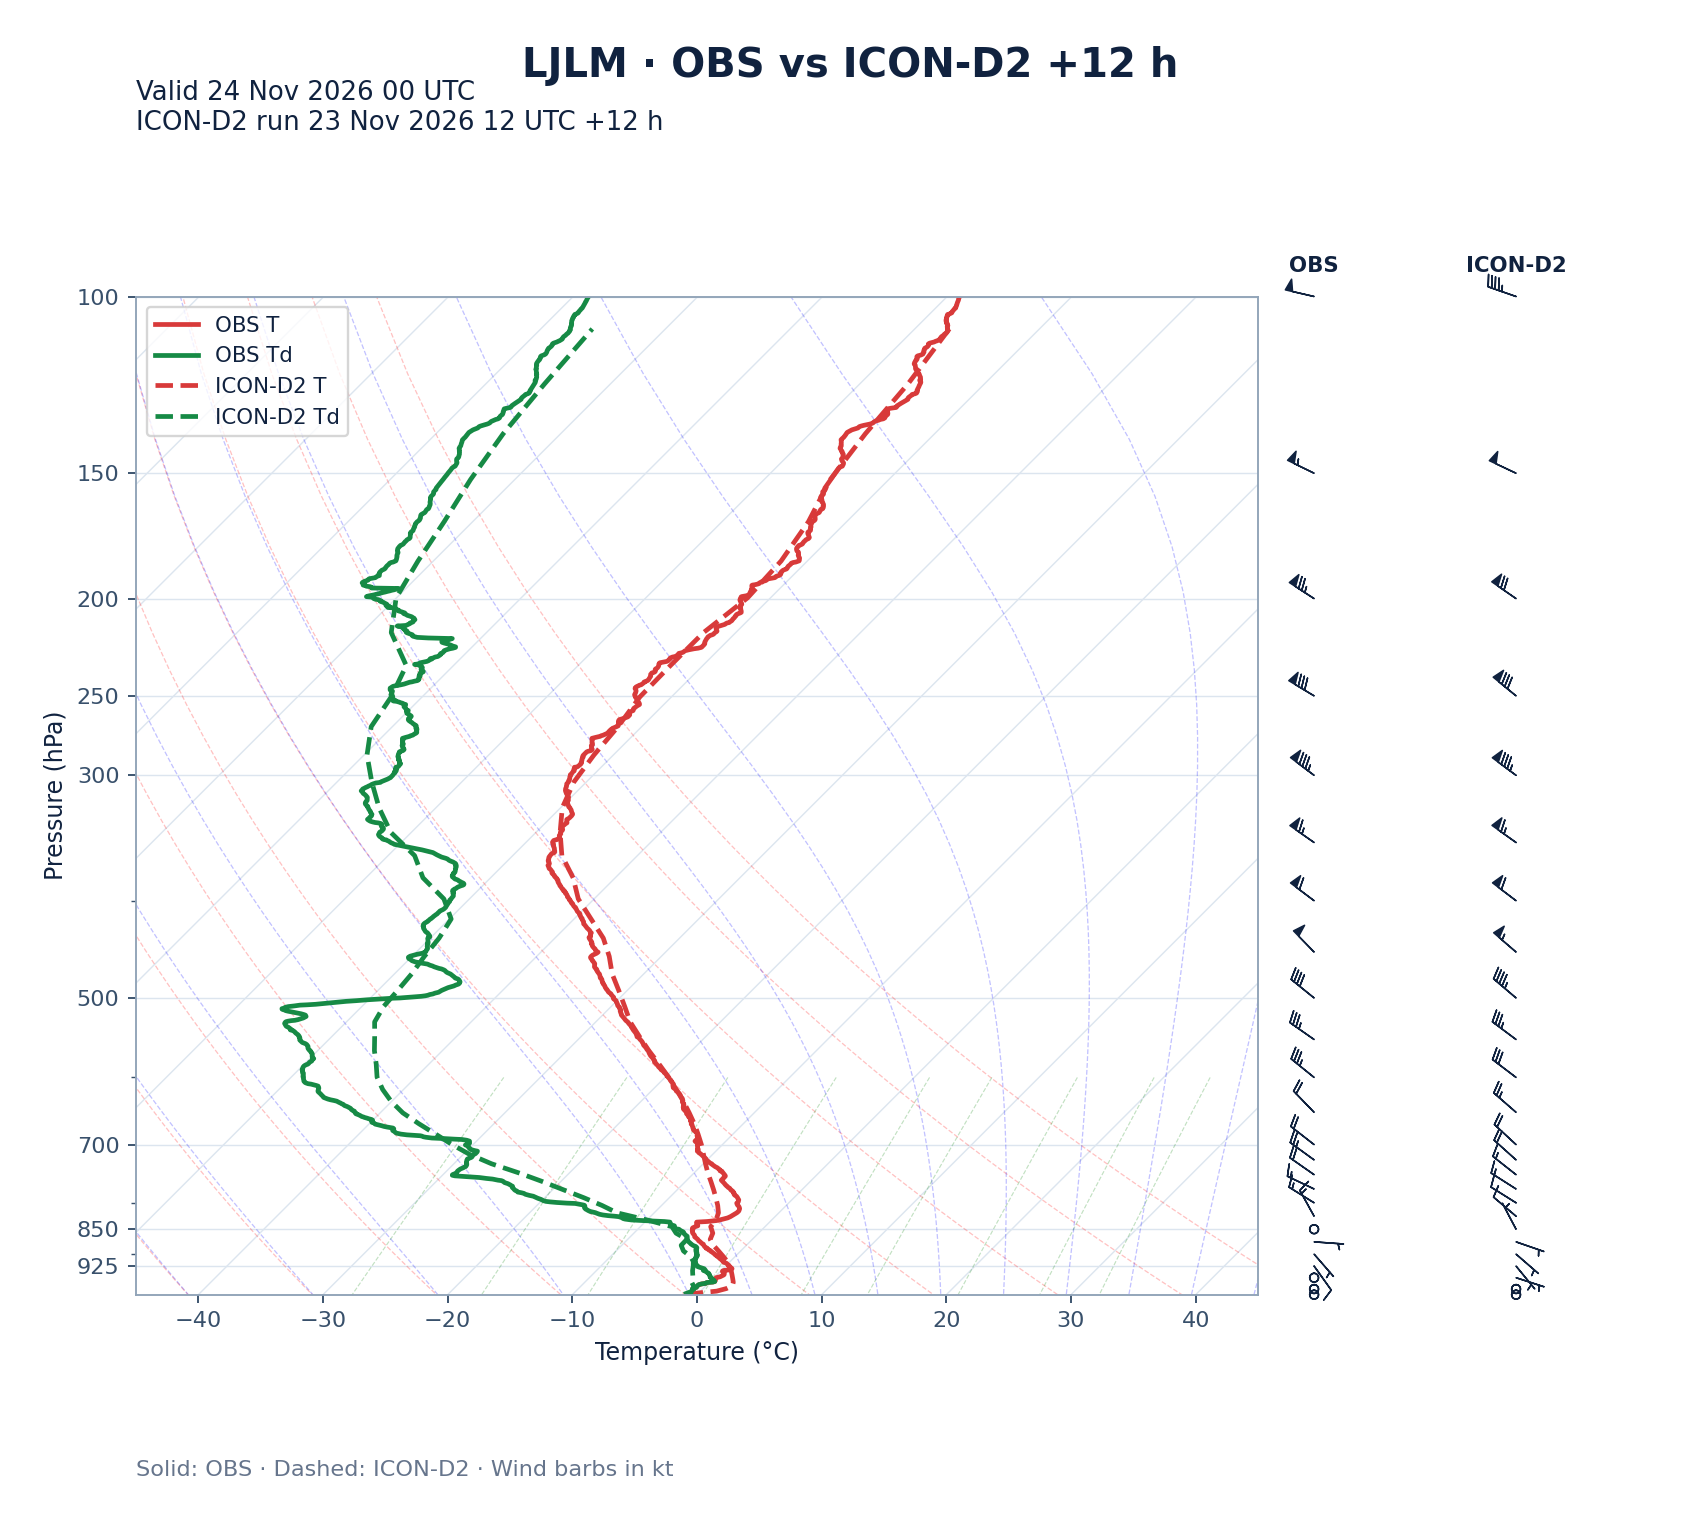 LJLM · OBS vs ICON-D2 +12 h
Valid 24 Nov 2026 00 UTC
ICON-D2 run 23 Nov 2026 12 UTC +12 h
OBS
ICON-D2
OBS T
OBS Td
ICON-D2 T
ICON-D2 Td
100
150
200
250
300
500
700
850
925
Pressure (hPa)
−40
−30
−20
−10
0
10
20
30
40
Temperature (°C)
Solid: OBS · Dashed: ICON-D2 · Wind barbs in kt